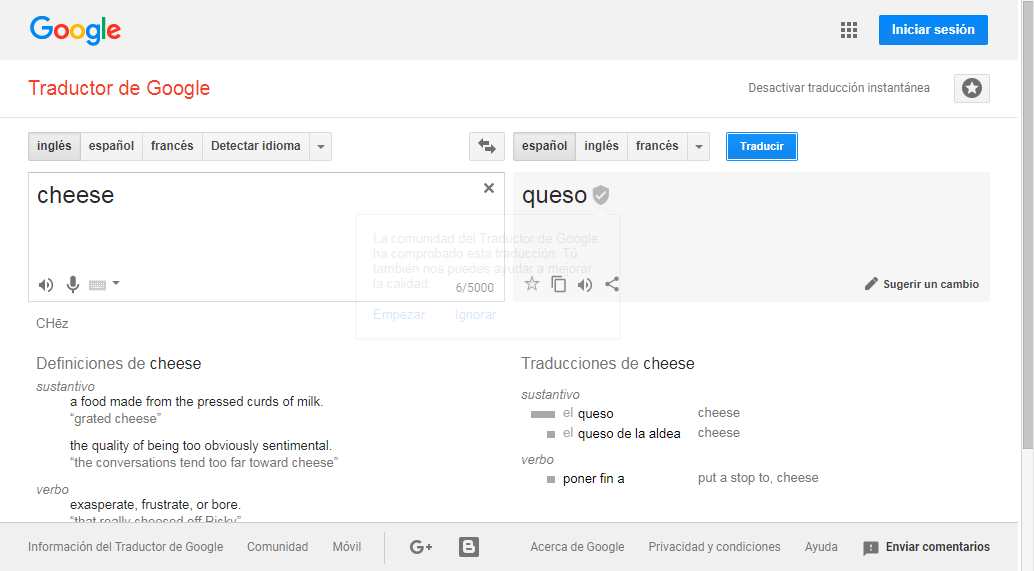 Google
Iniciar sesión
Traductor de Google
Desactivar traducción instantánea
inglés español francés Detectar idioma
español inglés francés Traducir
cheese
queso
La comunidad del Traductor de Google
ha comprobado esta traducción. Tú
también nos puedes ayudar a mejorar
la calidad.
6/5000
Empezar Ignorar
Sugerir un cambio
CHēz
Definiciones de cheese
sustantivo
a food made from the pressed curds of milk.
“grated cheese”
the quality of being too obviously sentimental.
“the conversations tend too far toward cheese”
verbo
exasperate, frustrate, or bore.
“that really cheesed off Ricky”
Traducciones de cheese
sustantivo
el queso cheese
el queso de la aldea cheese
verbo
poner fin a put a stop to, cheese
Información del Traductor de Google Comunidad Móvil G+ B Acerca de Google Privacidad y condiciones Ayuda Enviar comentarios